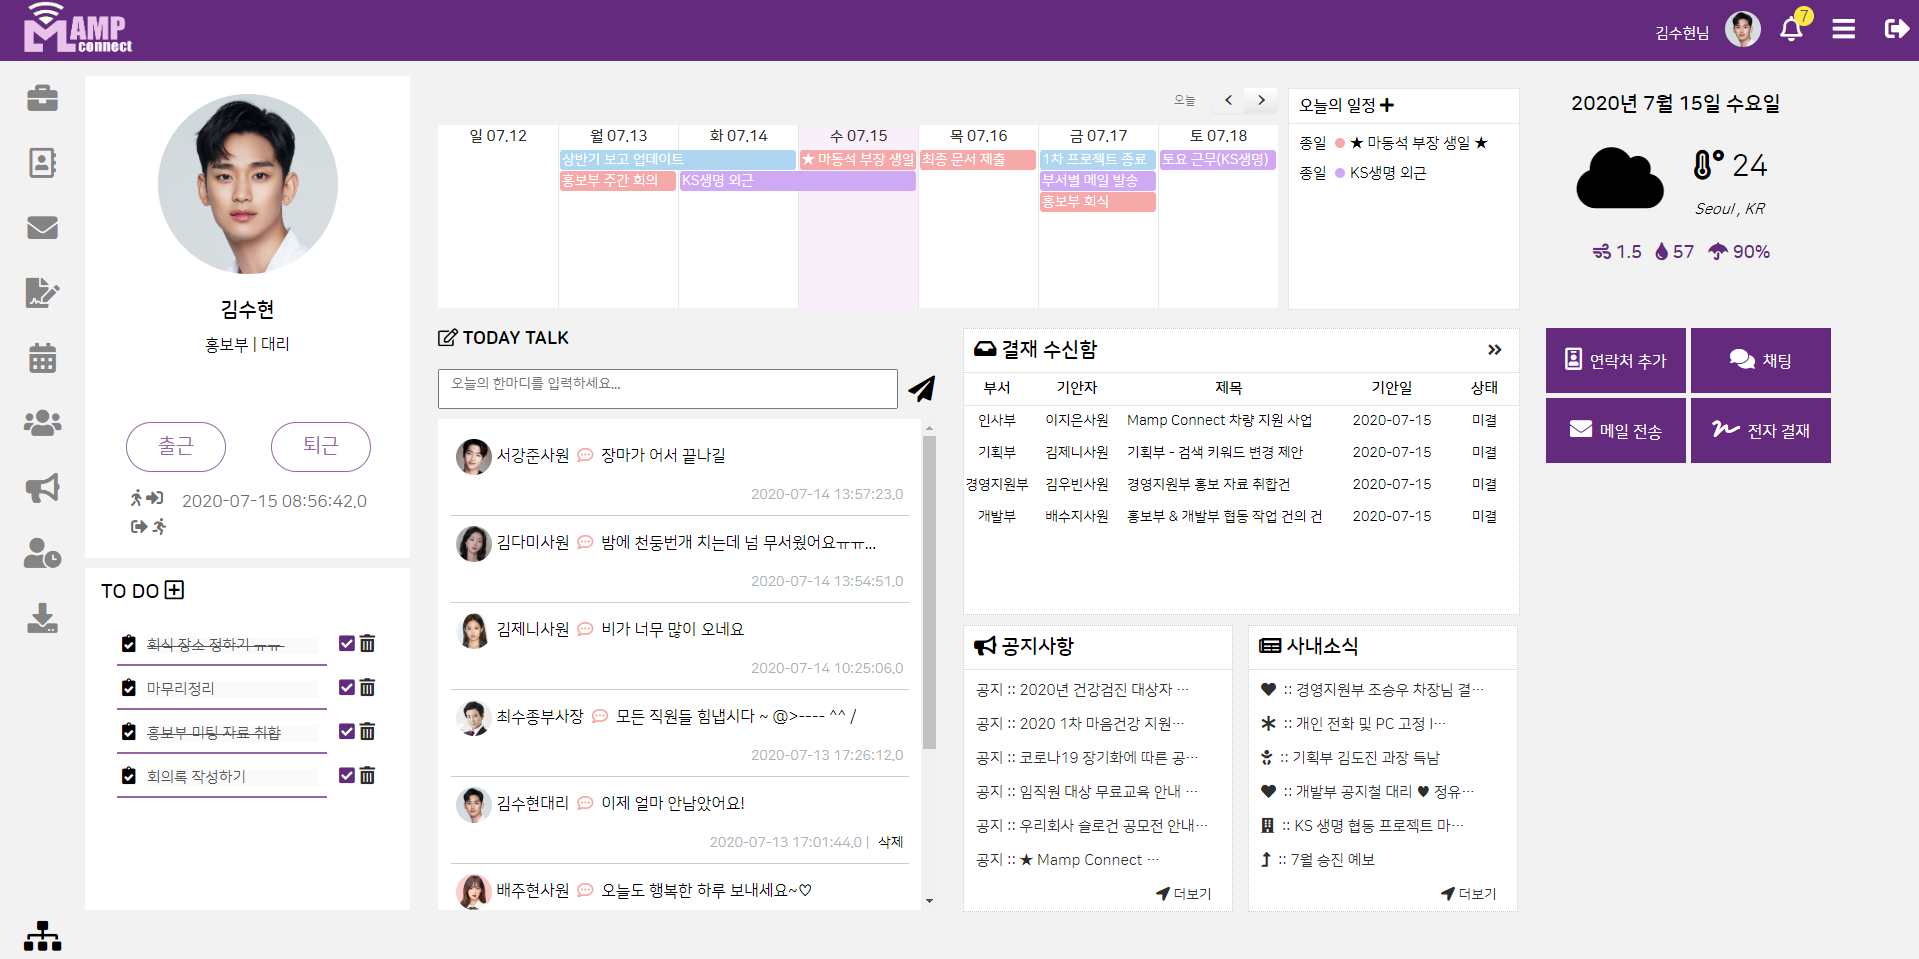 MAMP
connect
김수현님
7
김수현
홍보부 | 대리
출근
퇴근
2020-07-15 08:56:42.0
TO DO
회식 장소 정하기 ㅠㅠ
마무리정리
홍보부 미팅 자료 취합
회의록 작성하기
오늘
일 07.12
월 07.13
화 07.14
수 07.15
목 07.16
금 07.17
토 07.18
상반기 보고 업데이트
★ 마동석 부장 생일
최종 문서 제출
1차 프로젝트 종료
토요 근무(KS생명)
홍보부 주간 회의
KS생명 외근
부서별 메일 발송
홍보부 회식
오늘의 일정
종일 ● ★ 마동석 부장 생일 ★
종일 ● KS생명 외근
2020년 7월 15일 수요일
24
Seoul , KR
1.5 57 90%
TODAY TALK
오늘의 한마디를 입력하세요...
서강준사원 장마가 어서 끝나길
2020-07-14 13:57:23.0
김다미사원 밤에 천둥번개 치는데 넘 무서웠어요ㅠㅠ...
2020-07-14 13:54:51.0
김제니사원 비가 너무 많이 오네요
2020-07-14 10:25:06.0
최수종부사장 모든 직원들 힘냅시다 ~ @>---- ^^ /
2020-07-13 17:26:12.0
김수현대리 이제 얼마 안남았어요!
2020-07-13 17:01:44.0 | 삭제
배주현사원 오늘도 행복한 하루 보내세요~♡
결재 수신함
부서 기안자 제목 기안일 상태
인사부 이지은사원 Mamp Connect 차량 지원 사업 2020-07-15 미결
기획부 김제니사원 기획부 - 검색 키워드 변경 제안 2020-07-15 미결
경영지원부 김우빈사원 경영지원부 홍보 자료 취합건 2020-07-15 미결
개발부 배수지사원 홍보부 & 개발부 협동 작업 건의 건 2020-07-15 미결
공지사항
공지 :: 2020년 건강검진 대상자 ...
공지 :: 2020 1차 마음건강 지원...
공지 :: 코로나19 장기화에 따른 공...
공지 :: 임직원 대상 무료교육 안내 ...
공지 :: 우리회사 슬로건 공모전 안내...
공지 :: ★ Mamp Connect ...
더보기
사내소식
:: 경영지원부 조승우 차장님 결...
:: 개인 전화 및 PC 고정 I...
:: 기획부 김도진 과장 득남
:: 개발부 공지철 대리 ♥ 정유...
:: KS 생명 협동 프로젝트 마...
:: 7월 승진 예보
더보기
연락처 추가
채팅
메일 전송
전자 결재